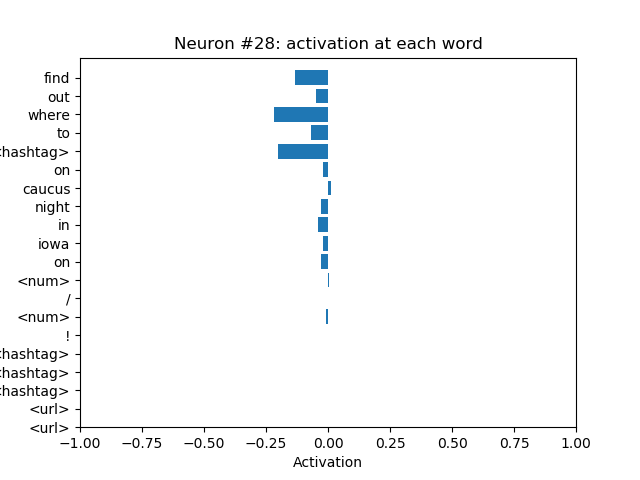 Neuron #28: activation at each word
find
out
where
to
hashtag>
on
caucus
night
in
iowa
on
<num>
/
<num>
!
hashtag>
hashtag>
hashtag>
<url>
<url>
−1.00 −0.75 −0.50 −0.25 0.00 0.25 0.50 0.75 1.00
Activation